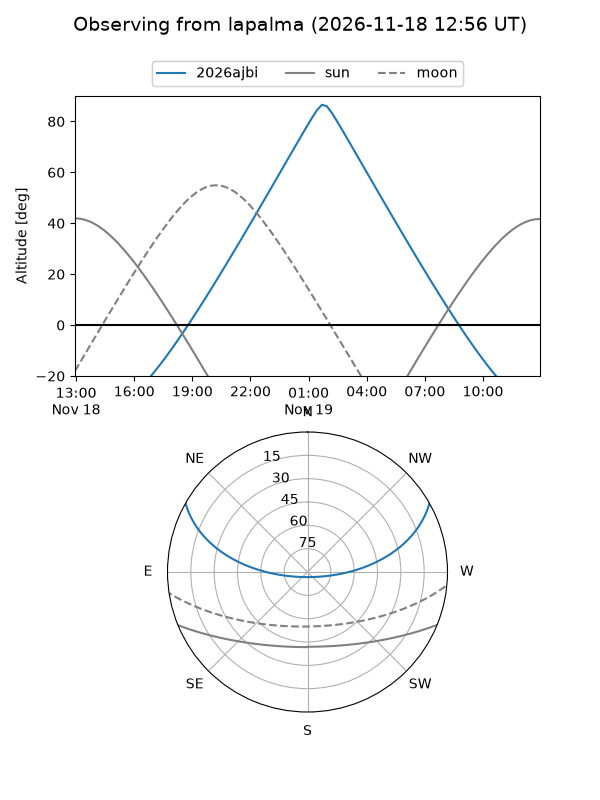 Observing from lapalma (2026-11-18 12:56 UT)
2026ajbi sun moon
Altitude [deg]
80
60
40
20
0
−20
13:00 16:00 19:00 22:00 01:00 04:00 07:00 10:00
Nov 18 Nov 19
N
NE NW
15
30
45
60
75
E W
SE SW
S